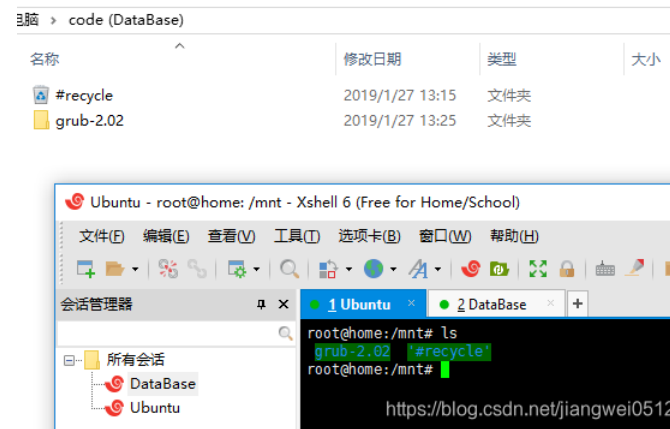 电脑 › code (DataBase)
名称 修改日期 类型 大小
#recycle 2019/1/27 13:15 文件夹
grub-2.02 2019/1/27 13:25 文件夹
Ubuntu - root@home: /mnt - Xshell 6 (Free for Home/School)
文件(F) 编辑(E) 查看(V) 工具(T) 选项卡(B) 窗口(W) 帮助(H)
会话管理器
1 Ubuntu × 2 DataBase × +
所有会话
DataBase
Ubuntu
root@home:/mnt# ls
grub-2.02 '#recycle'
root@home:/mnt#
https://blog.csdn.net/jiangwei0512